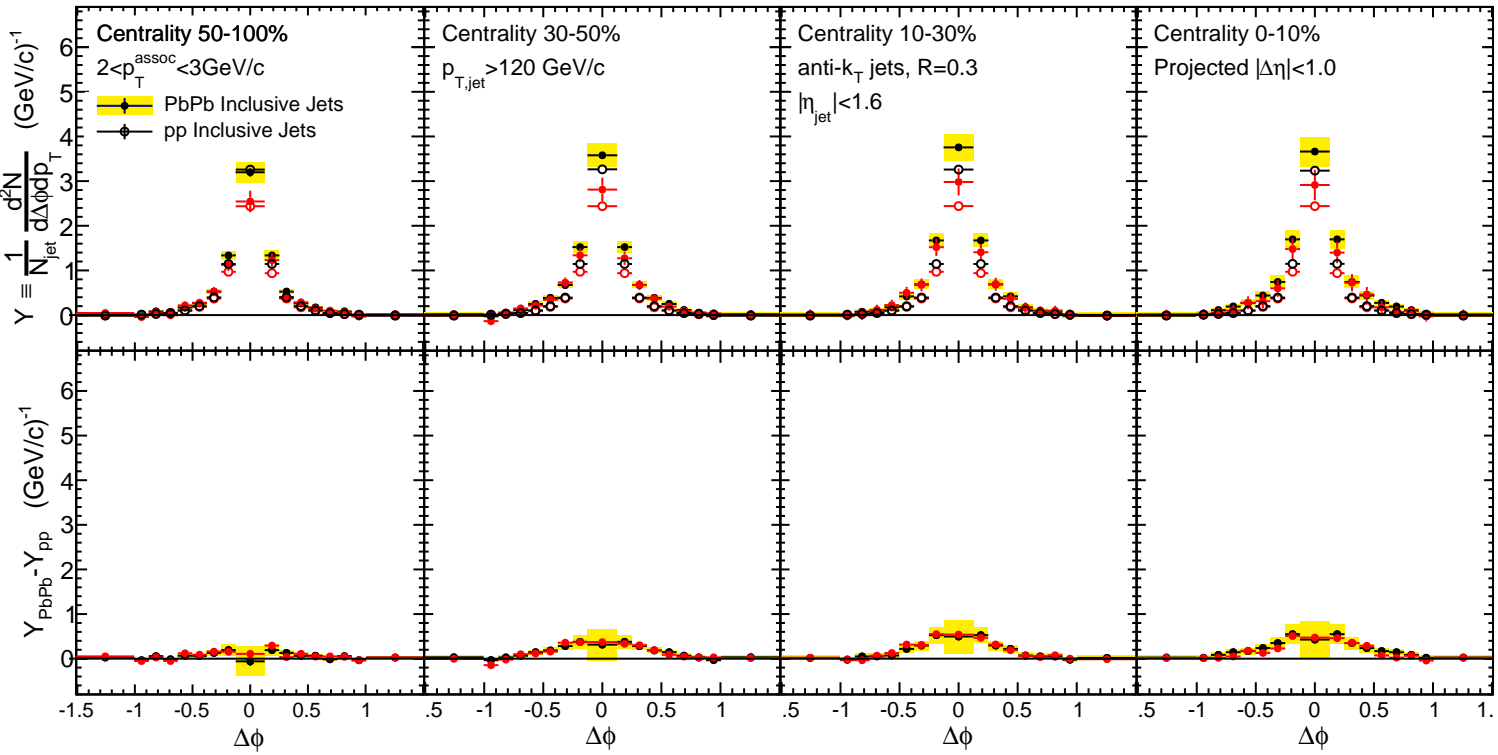 Centrality 50-100%
2<p_T^assoc<3GeV/c
PbPb Inclusive Jets
pp Inclusive Jets
Centrality 30-50%
p_T,jet>120 GeV/c
Centrality 10-30%
anti-k_T jets, R=0.3
|η_jet|<1.6
Centrality 0-10%
Projected |Δη|<1.0
Y ≡ 1/N_jet d²N/dΔφdp_T (GeV/c)⁻¹
6
5
4
3
2
1
0
Y_PbPb-Y_pp (GeV/c)⁻¹
6
5
4
3
2
1
0
-1.5 -1 -0.5 0 0.5 1
.5 -1 -0.5 0 0.5 1
.5 -1 -0.5 0 0.5 1
.5 -1 -0.5 0 0.5 1 1.
Δφ Δφ Δφ Δφ